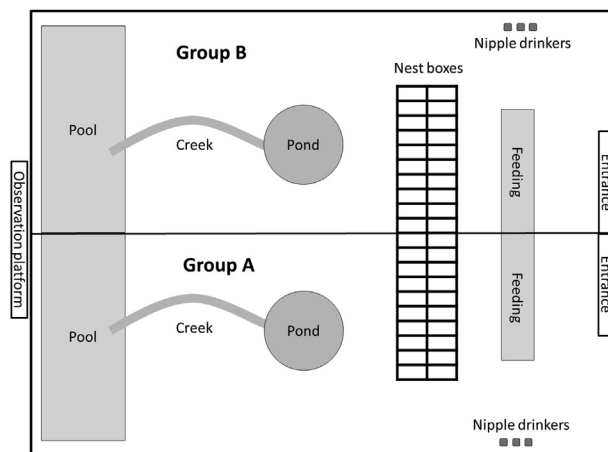 Nipple drinkers
Group B
Nest boxes
Pool
Creek
Pond
Feeding
Entrance
Observation platform
Group A
Entrance
Feeding
Pool
Creek
Pond
Nipple drinkers